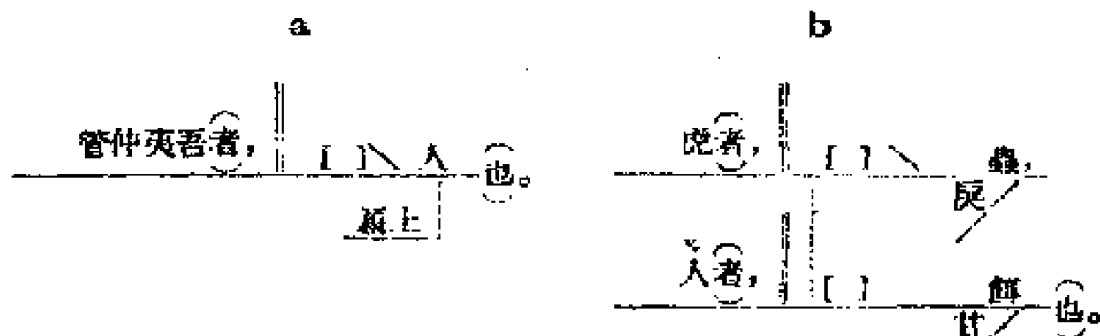 a
管仲夷吾者, [ ] 人 也。
潁上
b
虎者, [ ] 蟲,
戾
人者, [ ] 餌 也。
甘